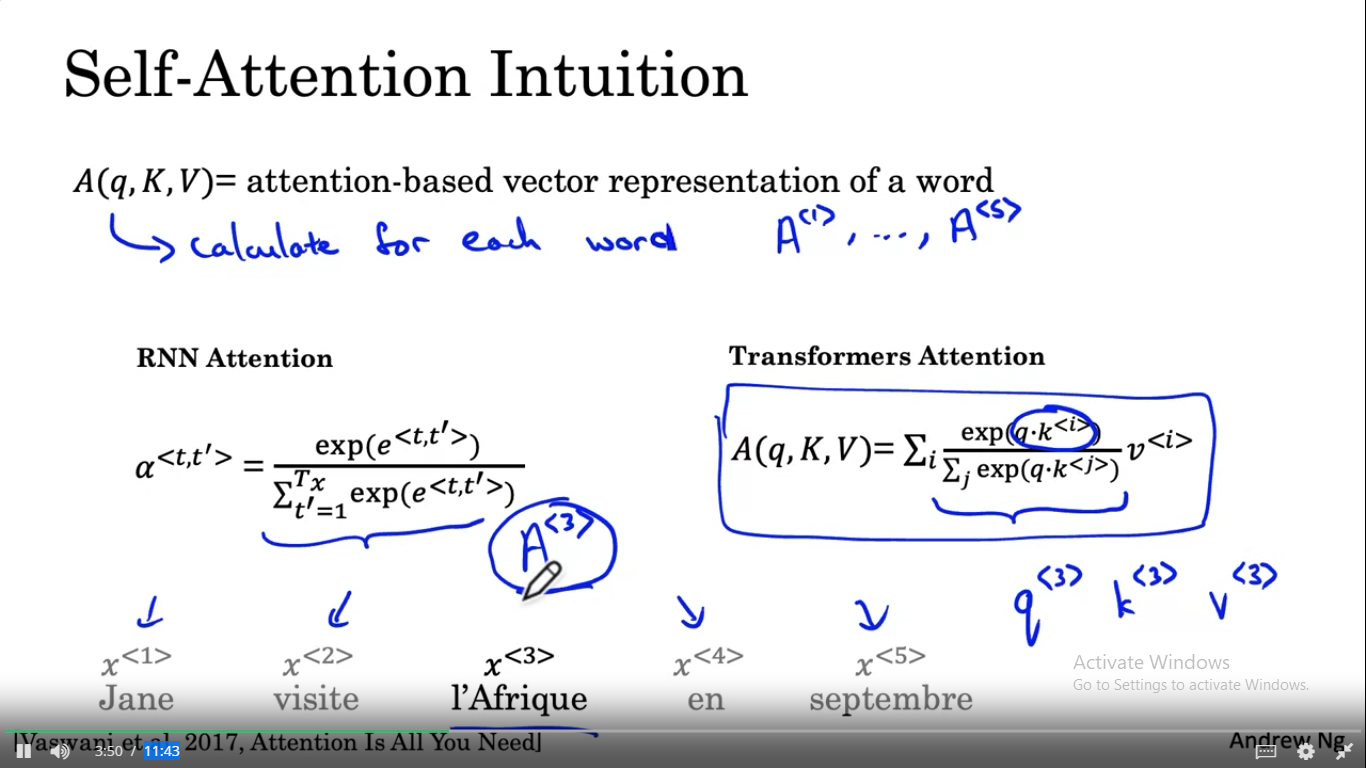 Self-Attention Intuition
A(q, K, V)= attention-based vector representation of a word
↳ calculate for each word A^<1>, ..., A^<5>
RNN Attention
α^<t,t'> = exp(e^<t,t'>) / Σ_{t'=1}^{Tx} exp(e^<t,t'>)
Transformers Attention
A(q, K, V)= Σ_i exp(q·k^<i>) / Σ_j exp(q·k^<j>) v^<i>
A^<3>
q^<3> k^<3> v^<3>
x^<1> x^<2> x^<3> x^<4> x^<5>
Jane visite l'Afrique en septembre
Activate Windows
Go to Settings to activate Windows.
[Vaswani et al. 2017, Attention Is All You Need]
Andrew Ng
3:50 / 11:43